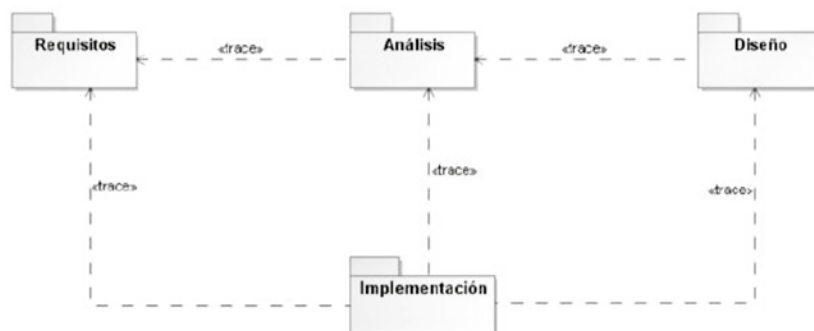 Requisitos
«trace»
Análisis
«trace»
Diseño
«trace»
«trace»
«trace»
Implementación